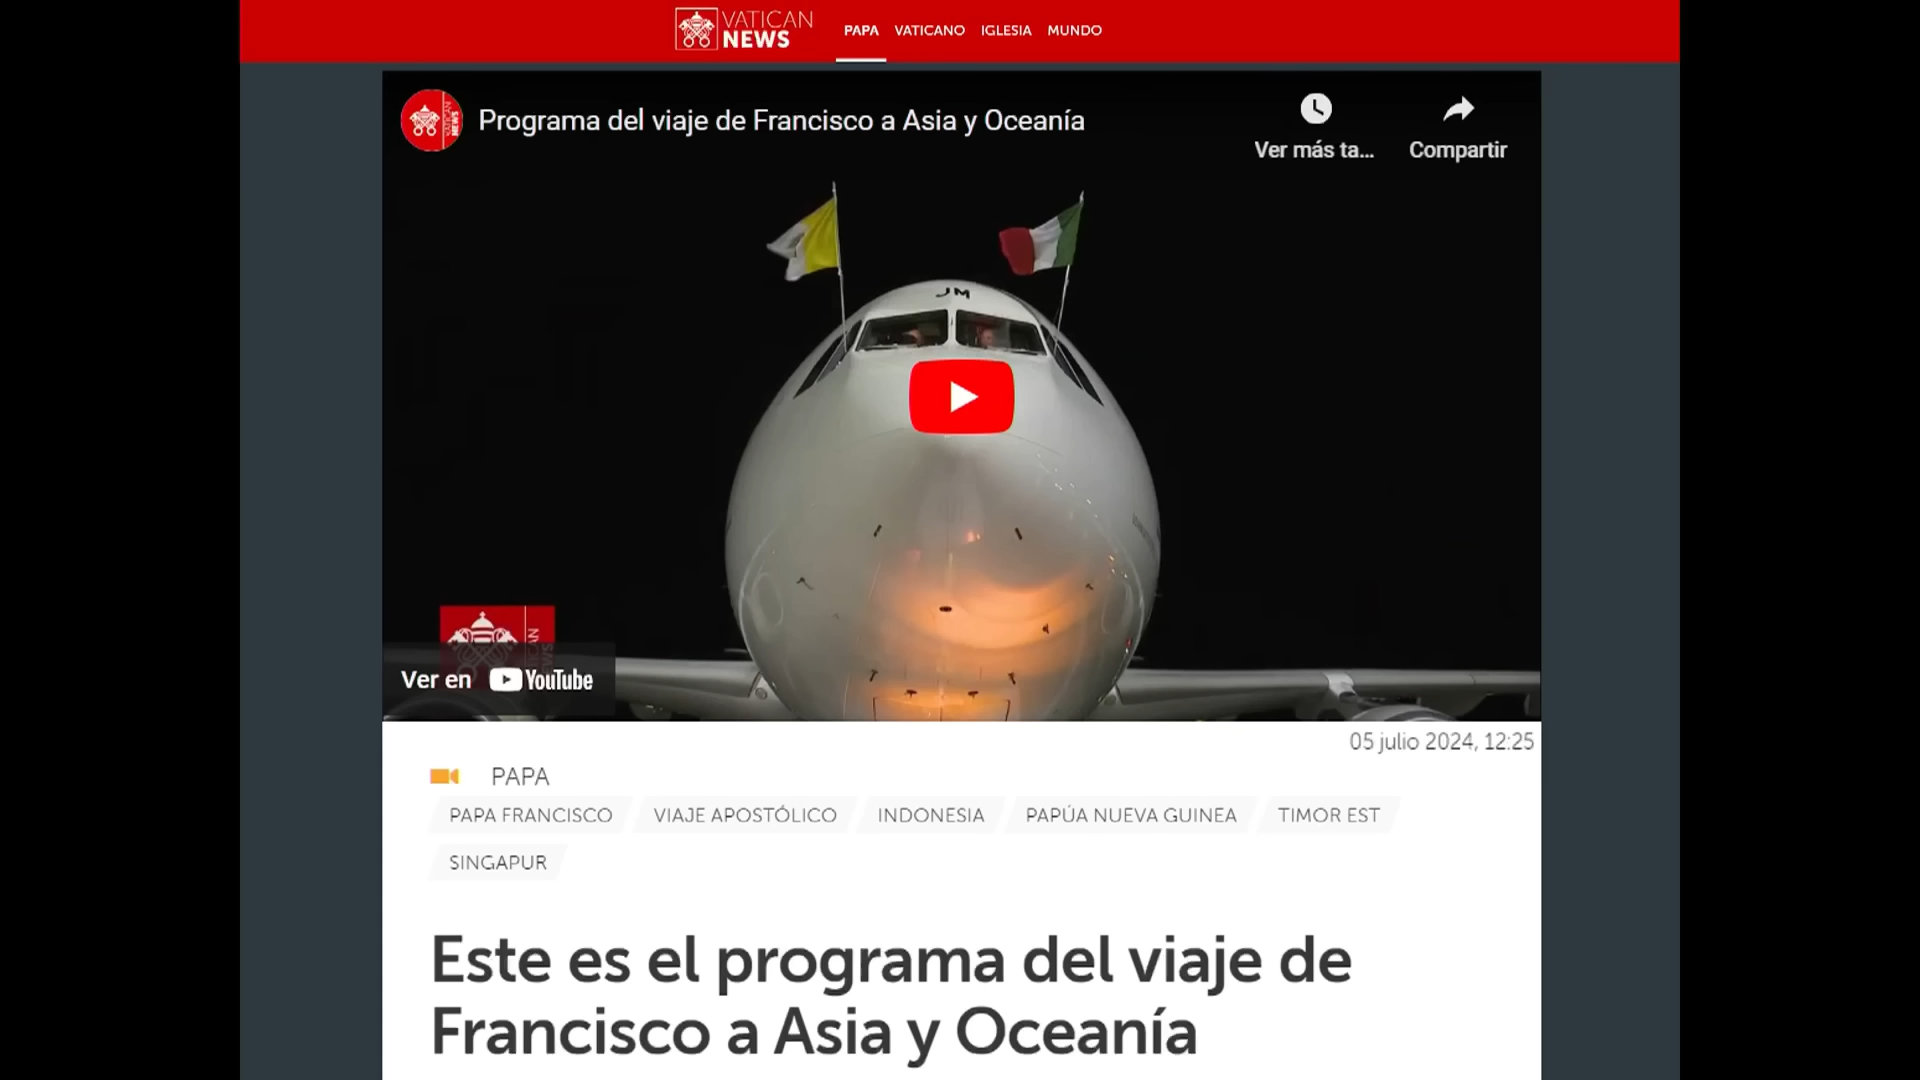 VATICAN
NEWS
PAPA VATICANO IGLESIA MUNDO
Programa del viaje de Francisco a Asia y Oceanía
Ver más ta...
Compartir
JM
Ver en YouTube
05 julio 2024, 12:25
PAPA
PAPA FRANCISCO VIAJE APOSTÓLICO INDONESIA PAPÚA NUEVA GUINEA TIMOR EST
SINGAPUR
Este es el programa del viaje de
Francisco a Asia y Oceanía